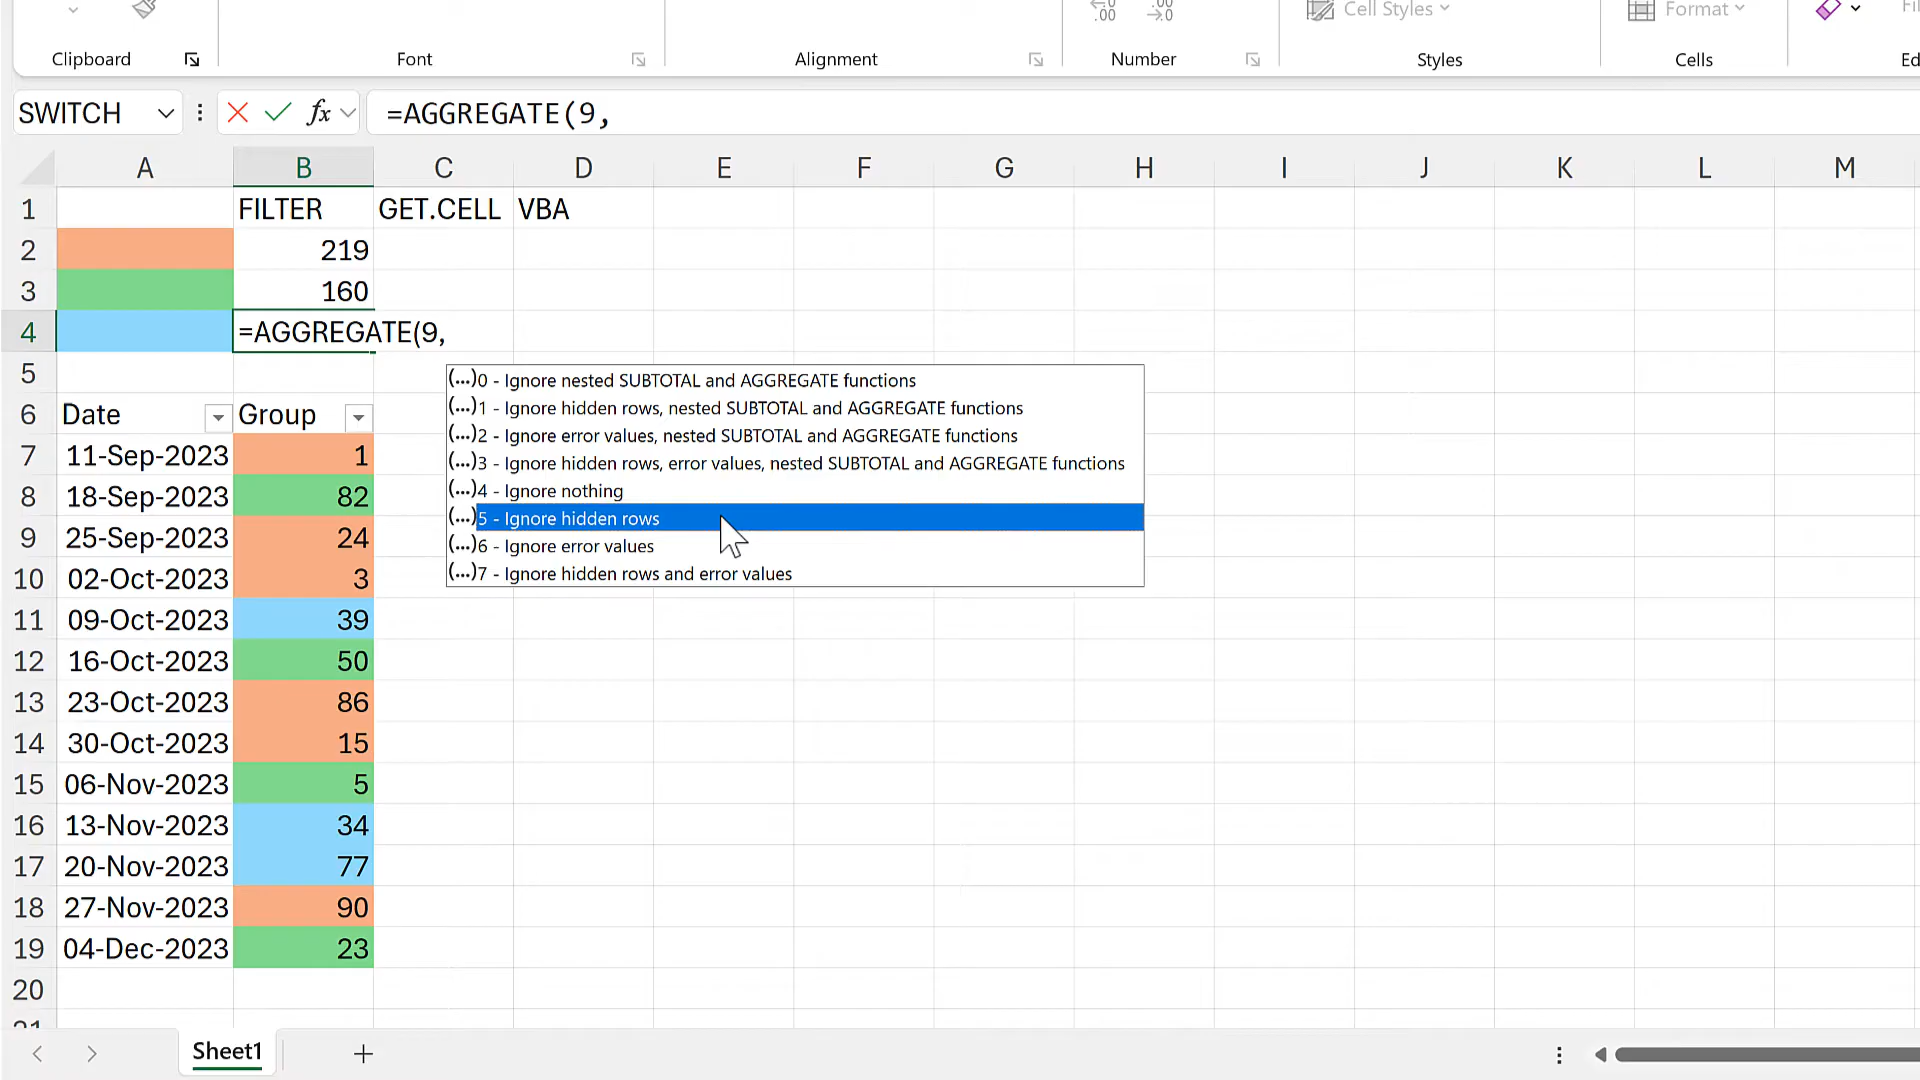 .00 .00
Cell Styles Format Fil
Clipboard Font Alignment Number Styles Cells Ed
SWITCH fx =AGGREGATE(9,
A B C D E F G H I J K L M
1 FILTER GET.CELL VBA
2 219
3 160
4 =AGGREGATE(9,
(...)0 - Ignore nested SUBTOTAL and AGGREGATE functions
5
(...)1 - Ignore hidden rows, nested SUBTOTAL and AGGREGATE functions
6 Date Group
(...)2 - Ignore error values, nested SUBTOTAL and AGGREGATE functions
7 11-Sep-2023 1
(...)3 - Ignore hidden rows, error values, nested SUBTOTAL and AGGREGATE functions
(...)4 - Ignore nothing
8 18-Sep-2023 82
(...)5 - Ignore hidden rows
9 25-Sep-2023 24
(...)6 - Ignore error values
(...)7 - Ignore hidden rows and error values
10 02-Oct-2023 3
11 09-Oct-2023 39
12 16-Oct-2023 50
13 23-Oct-2023 86
14 30-Oct-2023 15
15 06-Nov-2023 5
16 13-Nov-2023 34
17 20-Nov-2023 77
18 27-Nov-2023 90
19 04-Dec-2023 23
20
21
Sheet1